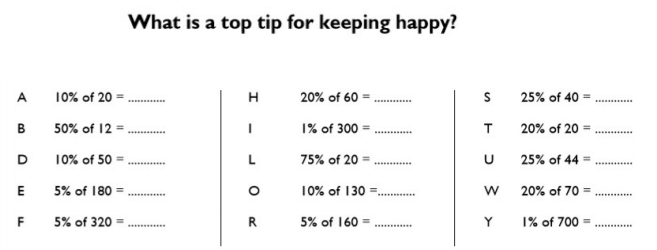 What is a top tip for keeping happy?
A 10% of 20 = ............ H 20% of 60 = ............ S 25% of 40 = ............
B 50% of 12 = ............ I 1% of 300 = ............ T 20% of 20 = ............
D 10% of 50 = ............ L 75% of 20 = ............ U 25% of 44 = ............
E 5% of 180 = ............ O 10% of 130 =............ W 20% of 70 = ............
F 5% of 320 = ............ R 5% of 160 = ............ Y 1% of 700 = ............